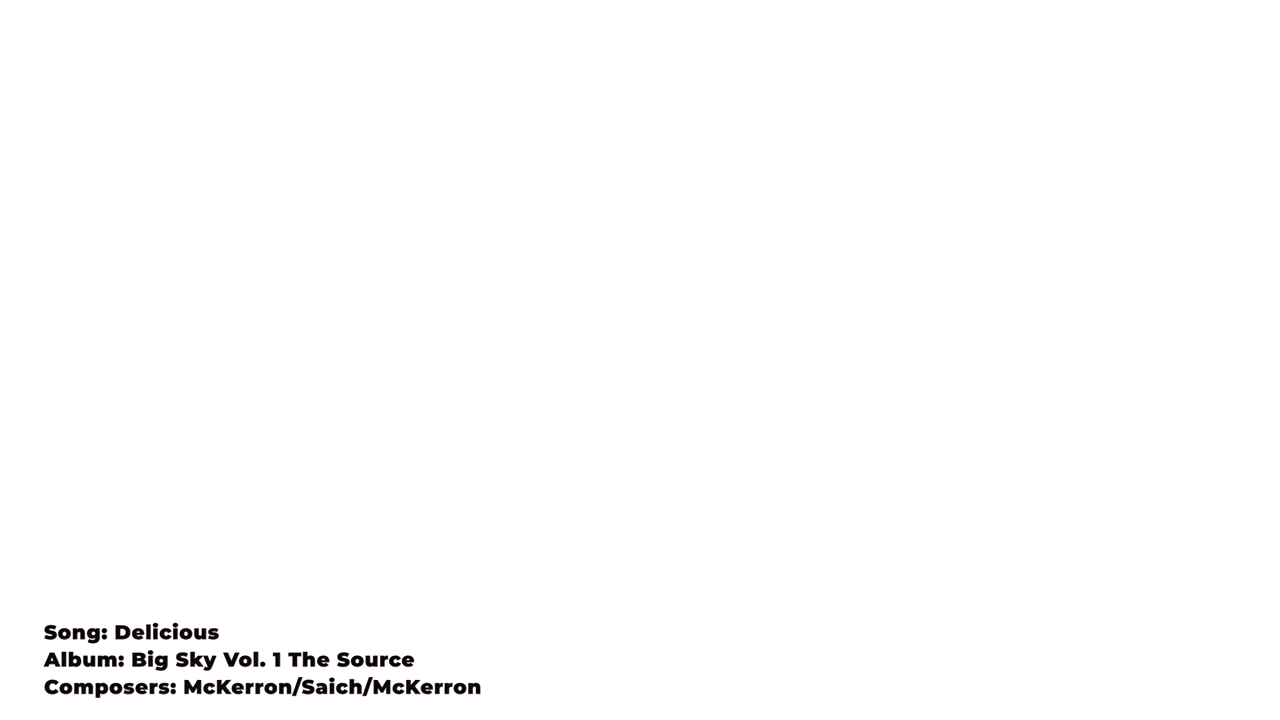 Song: Delicious
Album: Big Sky Vol. 1 The Source
Composers: McKerron/Saich/McKerron